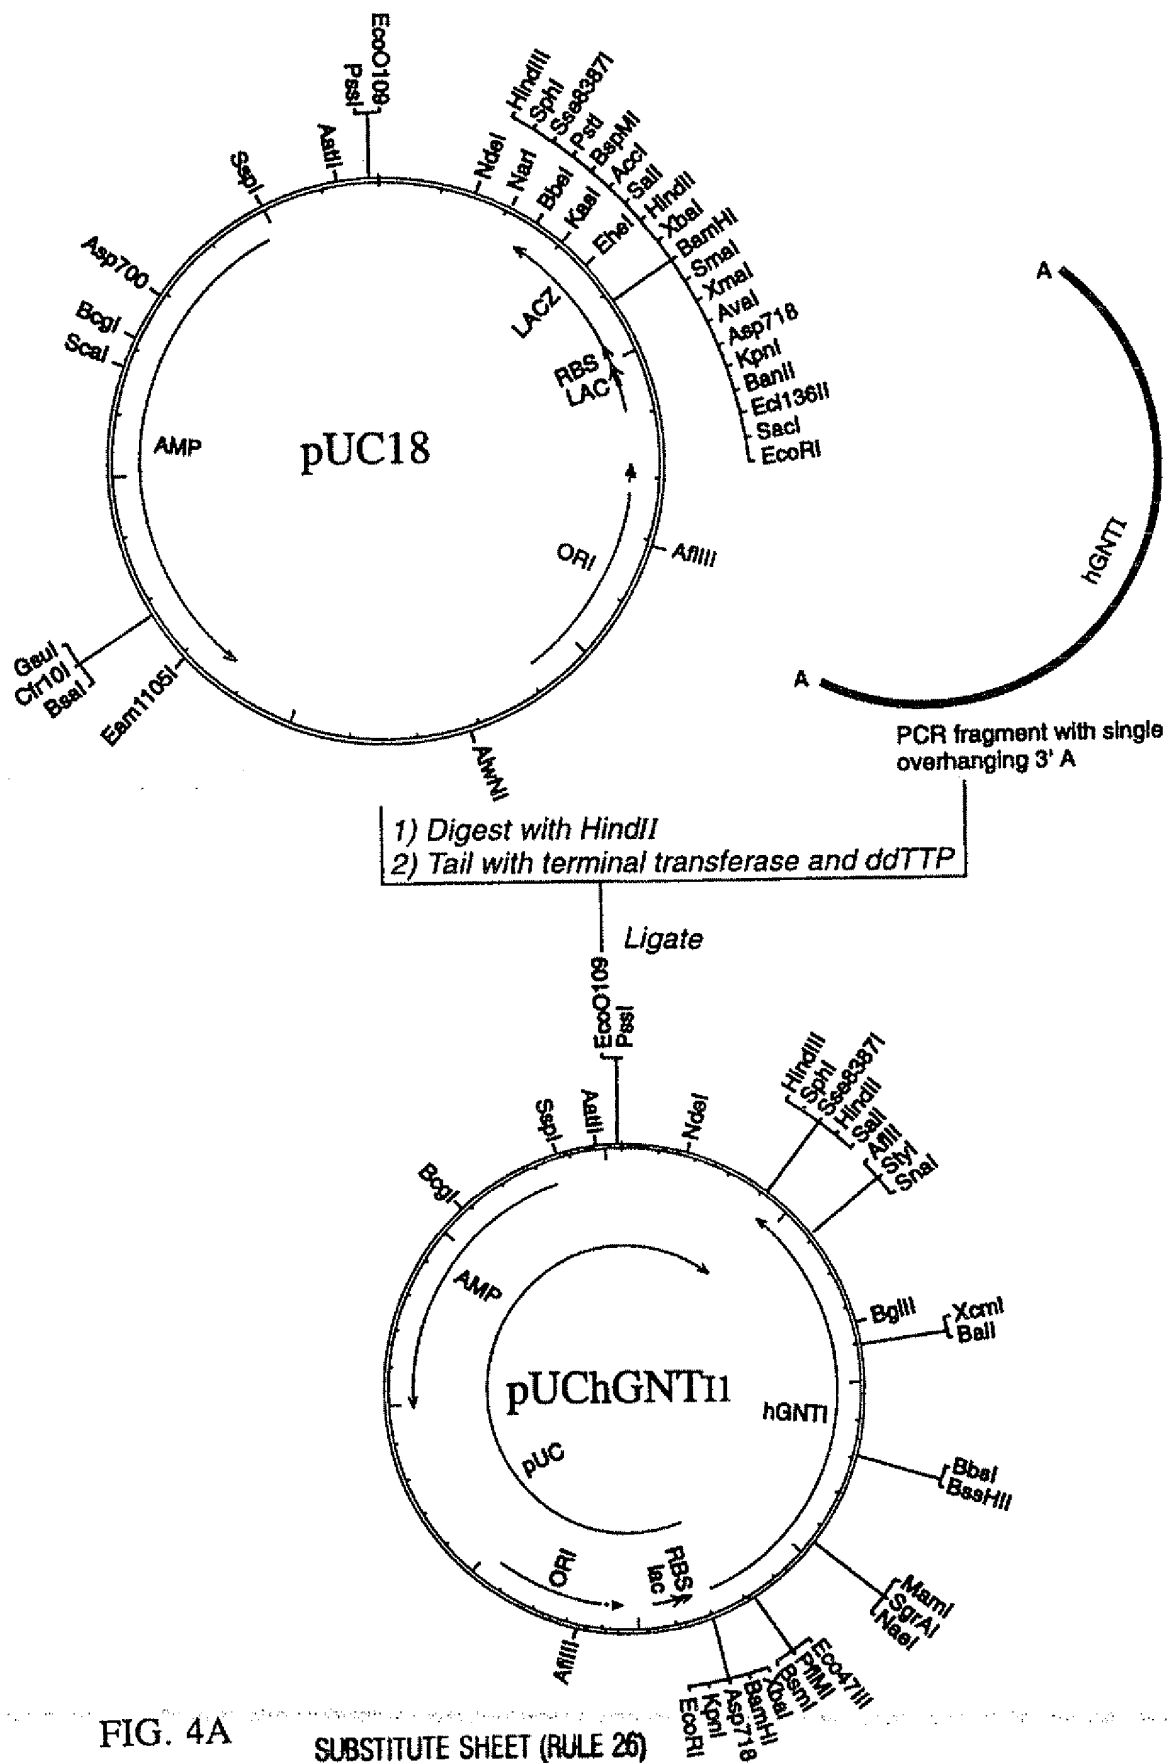 EcoO109
PssI
AatII
SspI
Asp700
BcgI
ScaI
NdeI
NarI
BbeI
KasI
EheI
HindIII
SphI
Sse8387I
PstI
BspMI
AccI
SalI
HindII
XbaI
BamHI
SmaI
XmaI
AvaI
Asp718
KpnI
BanII
Ecl136II
SacI
EcoRI
LACZ
RBS
LAC
AMP
pUC18
ORI
AflIII
GsuI
Cfr10I
BsaI
Eam1105I
AlwNI
A
hGNTI
A
PCR fragment with single
overhanging 3' A
1) Digest with HindII
2) Tail with terminal transferase and ddTTP
Ligate
EcoO109
PssI
AatII
SspI
BcgI
NdeI
HindIII
SphI
Sse8387I
HindII
SalI
AflII
StyI
SnaI
BglII
XcmI
BalI
AMP
pUChGNTI1
hGNTI
pUC
BbsI
BssHII
ORI
RBS
lac
MamI
SgrAI
NaeI
AflIII
Eco47III
PflMI
BsmI
XbaI
BamHI
Asp718
KpnI
EcoRI
FIG. 4A
SUBSTITUTE SHEET (RULE 26)